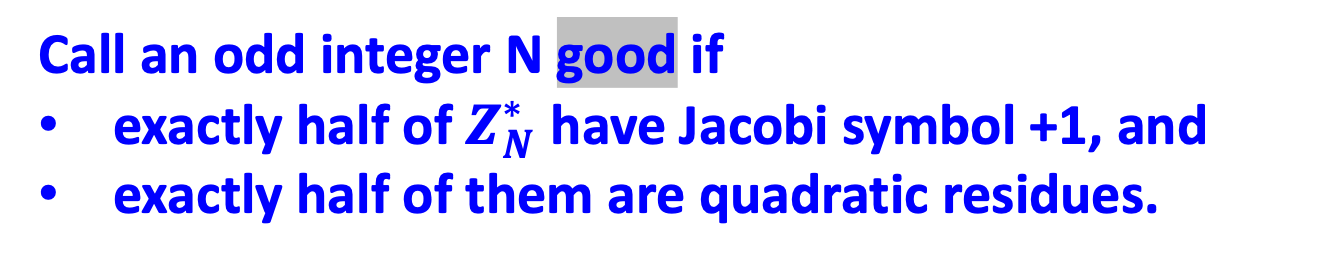 Call an odd integer N good if
• exactly half of $Z_N^*$ have Jacobi symbol +1, and
• exactly half of them are quadratic residues.